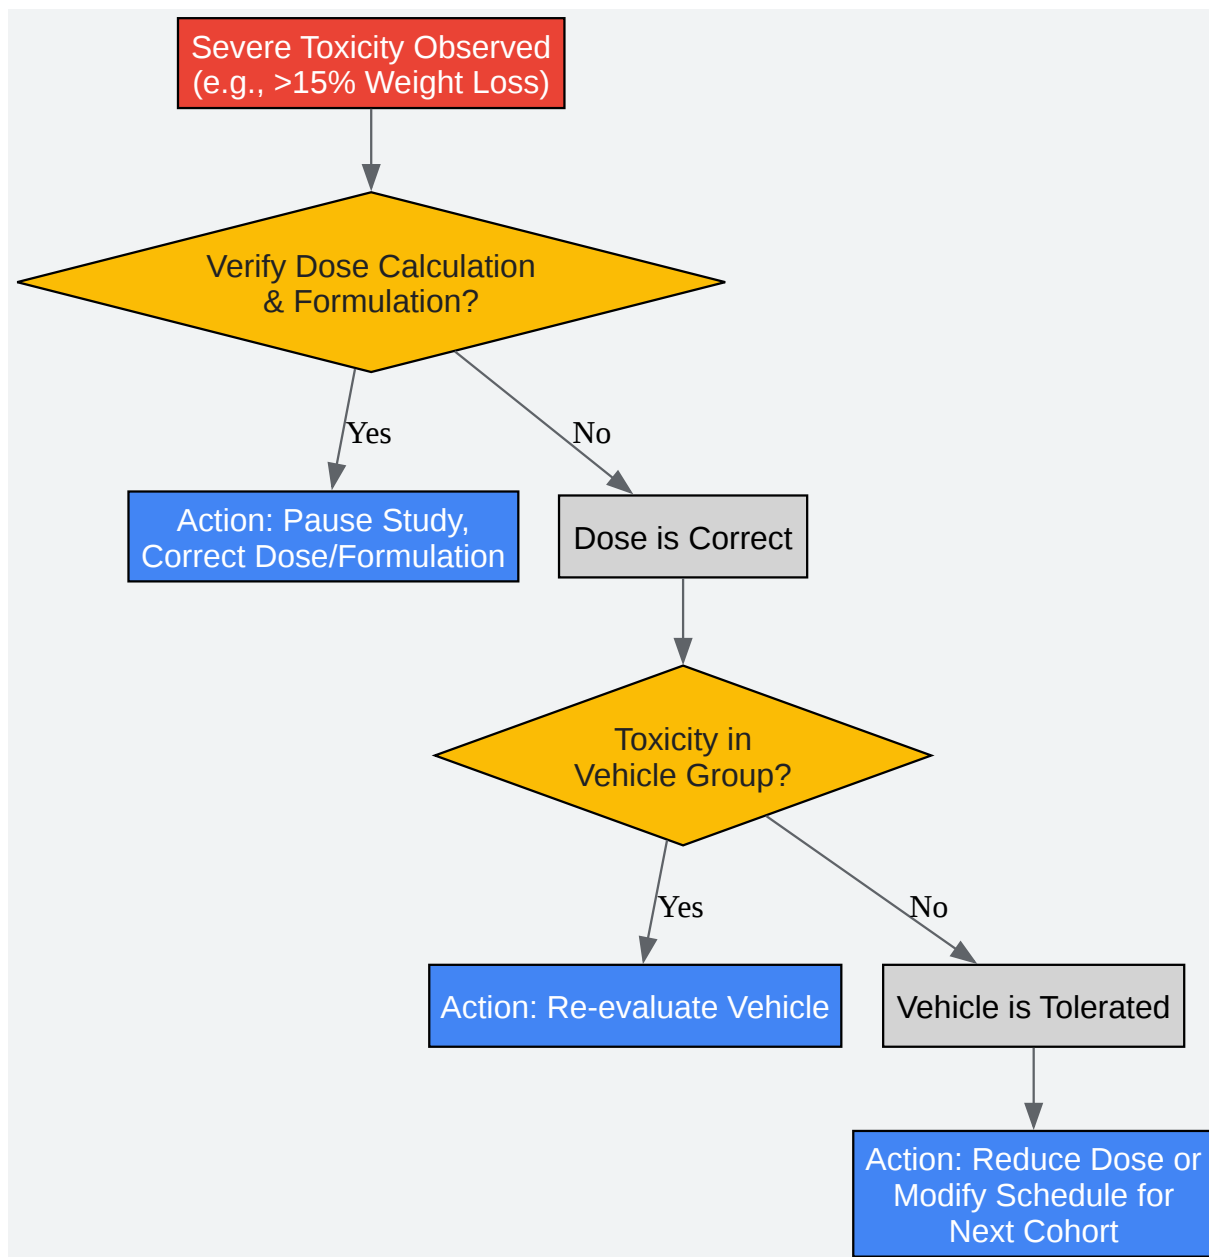 Severe Toxicity Observed
(e.g., >15% Weight Loss)
Verify Dose Calculation
& Formulation?
Yes
No
Action: Pause Study,
Correct Dose/Formulation
Dose is Correct
Toxicity in
Vehicle Group?
Yes
No
Action: Re-evaluate Vehicle
Vehicle is Tolerated
Action: Reduce Dose or
Modify Schedule for
Next Cohort